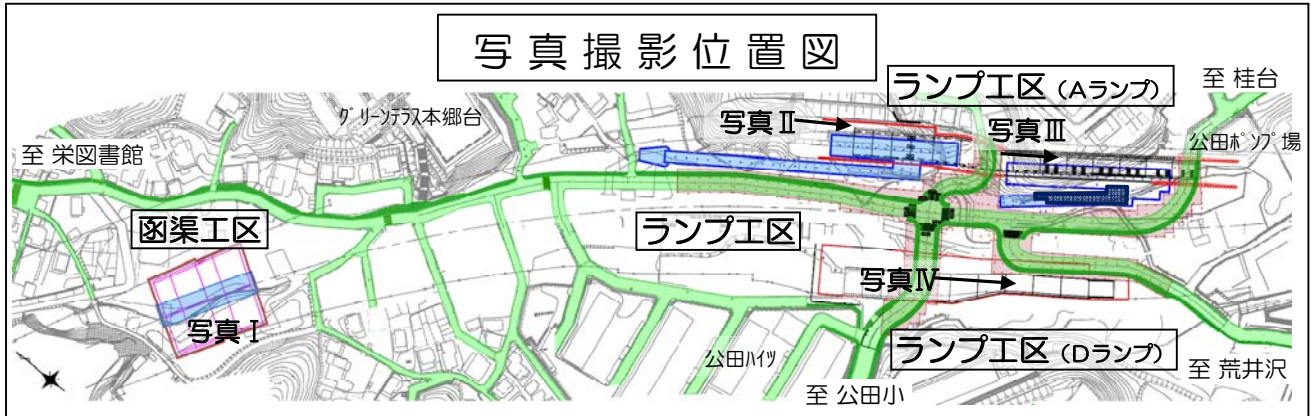 写真撮影位置図
ランプ工区(Aランプ)
至 桂台
グリーンテラス本郷台
写真Ⅱ
写真Ⅲ
公田ポンプ場
至 栄図書館
函渠工区
ランプ工区
写真Ⅳ
写真Ⅰ
公田ハイツ
ランプ工区(Dランプ)
至 荒井沢
至 公田小